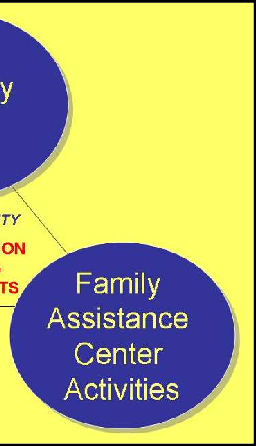 y
TY
ON
TS
Family
Assistance
Center
Activities